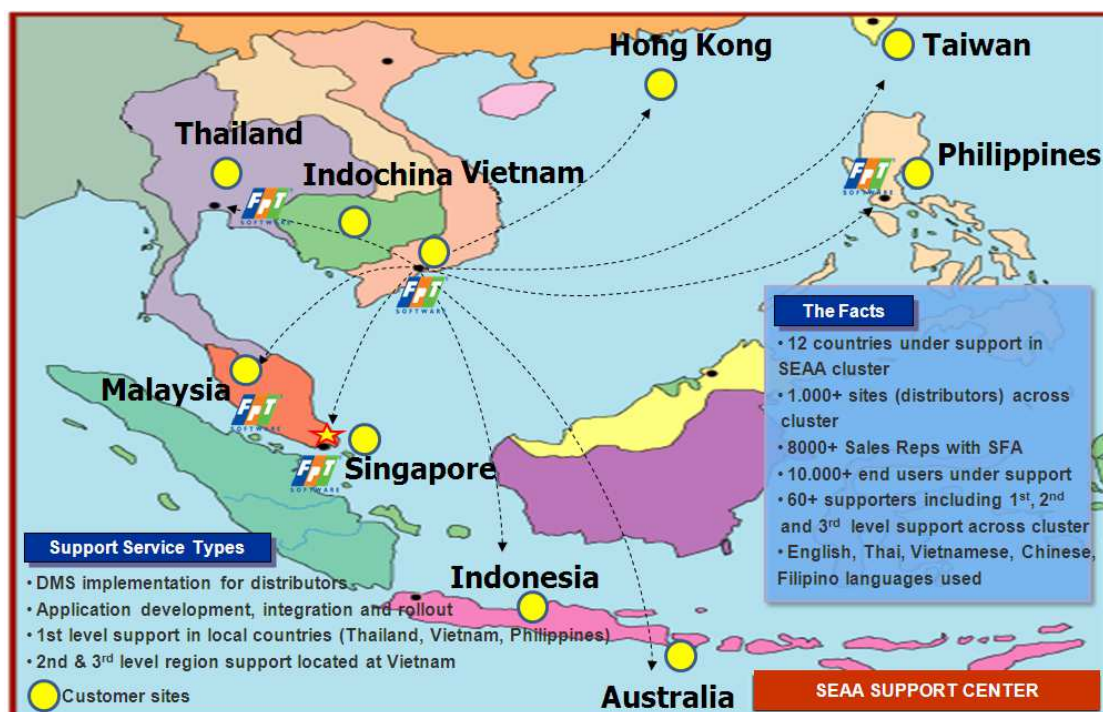 Hong Kong
Taiwan
Thailand
Indochina
Vietnam
Philippines
FPT
SOFTWARE
FPT
SOFTWARE
FPT
SOFTWARE
Malaysia
FPT
SOFTWARE
Singapore
FPT
SOFTWARE
The Facts
• 12 countries under support in
SEAA cluster
• 1.000+ sites (distributors) across
cluster
• 8000+ Sales Reps with SFA
• 10.000+ end users under support
• 60+ supporters including 1st, 2nd
and 3rd level support across cluster
• English, Thai, Vietnamese, Chinese,
Filipino languages used
Support Service Types
• DMS implementation for distributors
• Application development, integration and rollout
• 1st level support in local countries (Thailand, Vietnam, Philippines)
• 2nd & 3rd level region support located at Vietnam
Customer sites
Indonesia
Australia
SEAA SUPPORT CENTER